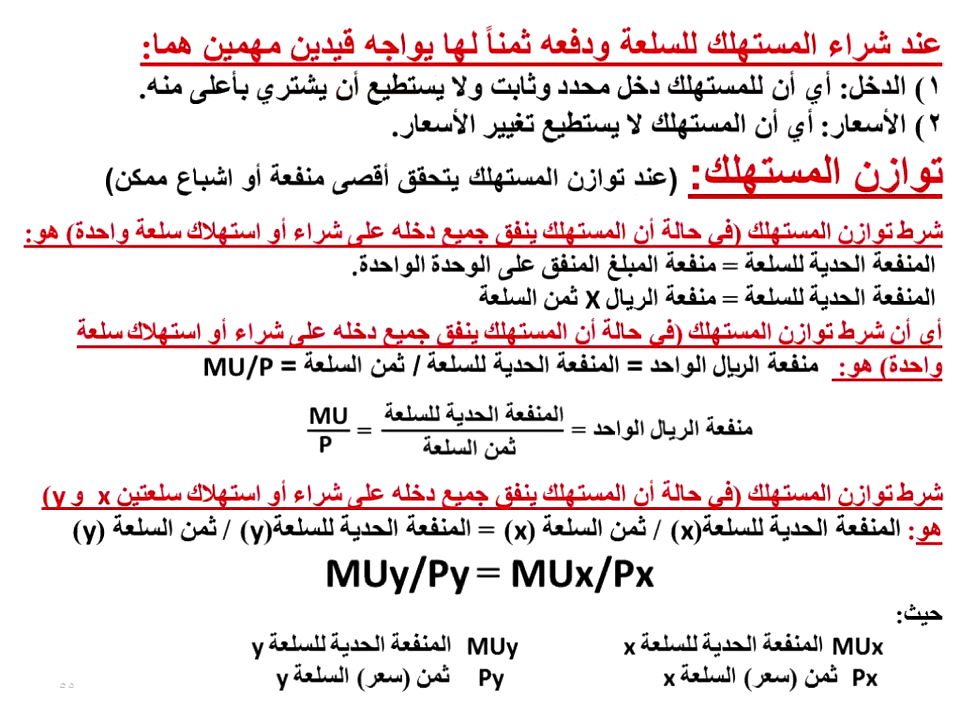 عند شراء المستهلك للسلعة ودفعه ثمناً لها يواجه قيدين مهمين هما:
١) الدخل: أي أن للمستهلك دخل محدد وثابت ولا يستطيع أن يشتري بأعلى منه.
٢) الأسعار: أي أن المستهلك لا يستطيع تغيير الأسعار.
توازن المستهلك: (عند توازن المستهلك يتحقق أقصى منفعة أو اشباع ممكن)
شرط توازن المستهلك (في حالة أن المستهلك ينفق جميع دخله على شراء أو استهلاك سلعة واحدة) هو:
المنفعة الحدية للسلعة = منفعة المبلغ المنفق على الوحدة الواحدة.
المنفعة الحدية للسلعة = منفعة الريال X ثمن السلعة
أي أن شرط توازن المستهلك (في حالة أن المستهلك ينفق جميع دخله على شراء أو استهلاك سلعة
واحدة) هو: منفعة الريال الواحد = المنفعة الحدية للسلعة / ثمن السلعة = MU/P
منفعة الريال الواحد = المنفعة الحدية للسلعة / ثمن السلعة = MU / P
شرط توازن المستهلك (في حالة أن المستهلك ينفق جميع دخله على شراء أو استهلاك سلعتين x و y)
هو: المنفعة الحدية للسلعة(x) / ثمن السلعة (x) = المنفعة الحدية للسلعة(y) / ثمن السلعة (y)
MUy/Py = MUx/Px
حيث:
MUx المنفعة الحدية للسلعة x MUy المنفعة الحدية للسلعة y
Px ثمن (سعر) السلعة x Py ثمن (سعر) السلعة y